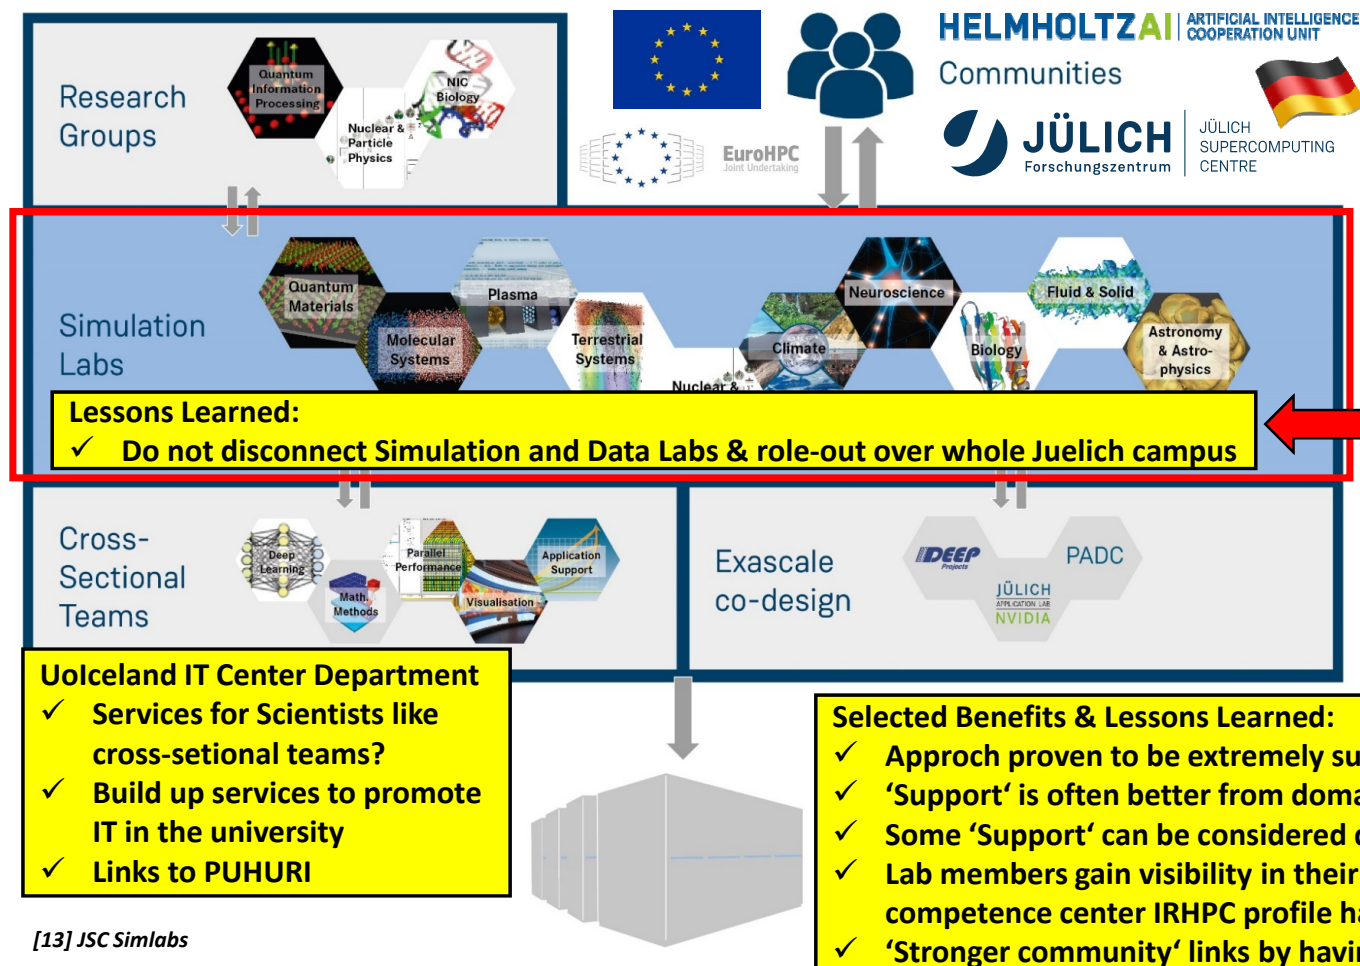 Research
Groups
Quantum
Information
Processing
Nuclear &
Particle
Physics
NIC
Biology
EuroHPC
Joint Undertaking
HELMHOLTZAI
ARTIFICIAL INTELLIGENCE
COOPERATION UNIT
Communities
JÜLICH
Forschungszentrum
JÜLICH
SUPERCOMPUTING
CENTRE
Simulation
Labs
Quantum
Materials
Molecular
Systems
Plasma
Terrestrial
Systems
Nuclear &
Climate
Neuroscience
Biology
Fluid & Solid
Astronomy
& Astro-
physics
Lessons Learned:
✓ Do not disconnect Simulation and Data Labs & role-out over whole Juelich campus
Cross-
Sectional
Teams
Deep
Learning
Math.
Methods
Parallel
Performance
Visualisation
Application
Support
Exascale
co-design
DEEP
Projects
JÜLICH
APPLICATION LAB
NVIDIA
PADC
UoIceland IT Center Department
✓ Services for Scientists like
cross-setional teams?
✓ Build up services to promote
IT in the university
✓ Links to PUHURI
Selected Benefits & Lessons Learned:
✓ Approch proven to be extremely su
✓ ‘Support‘ is often better from doma
✓ Some ‘Support‘ can be considered
✓ Lab members gain visibility in their
competence center IRHPC profile ha
✓ ‘Stronger community‘ links by havin
[13] JSC Simlabs